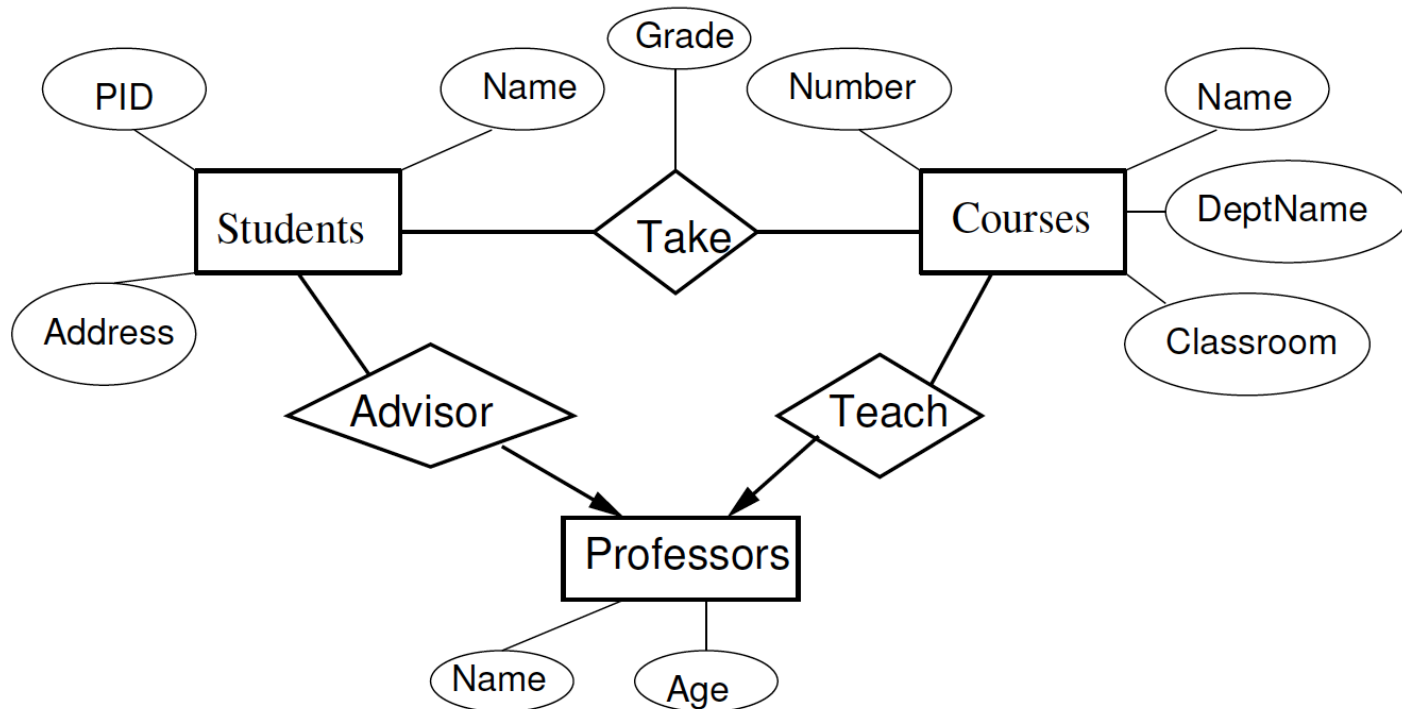 Grade
PID
Name
Number
Name
Students
Take
Courses
DeptName
Address
Classroom
Advisor
Teach
Professors
Name
Age